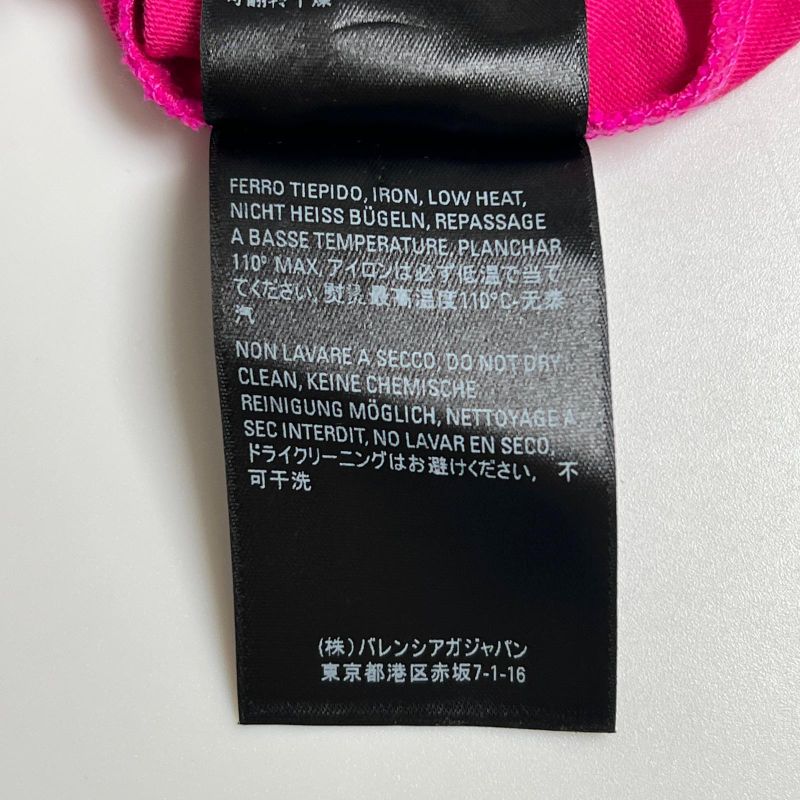 可翻转干燥
FERRO TIEPIDO, IRON, LOW HEAT,
NICHT HEISS BÜGELN, REPASSAGE
A BASSE TEMPERATURE, PLANCHAR
110° MAX, アイロンは必ず低温で当て
てください, 熨烫最高温度110°C-无蒸
汽
NON LAVARE A SECCO, DO NOT DRY
CLEAN, KEINE CHEMISCHE
REINIGUNG MÖGLICH, NETTOYAGE A
SEC INTERDIT, NO LAVAR EN SECO,
ドライクリーニングはお避けください, 不
可干洗
(株)バレンシアガジャパン
東京都港区赤坂7-1-16